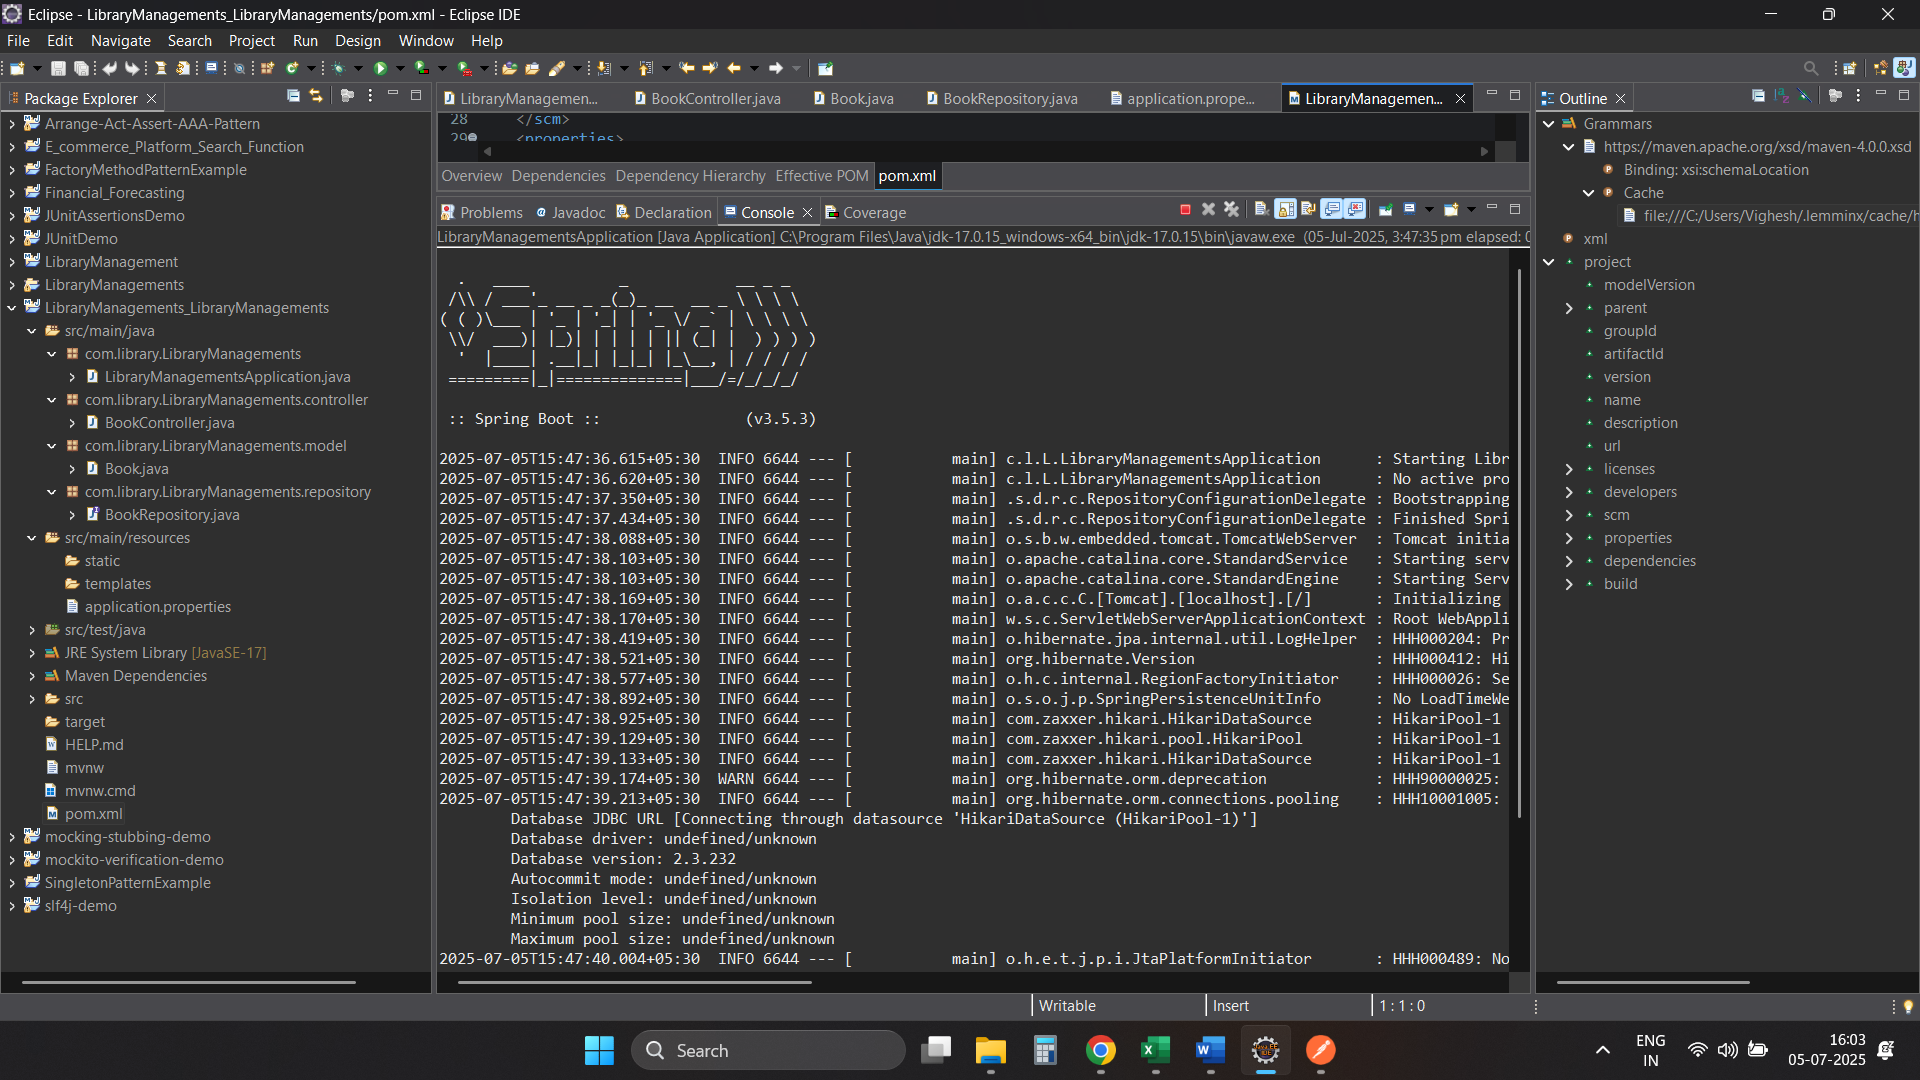 Eclipse - LibraryManagements_LibraryManagements/pom.xml - Eclipse IDE
File Edit Navigate Search Project Run Design Window Help
Package Explorer
Arrange-Act-Assert-AAA-Pattern
E_commerce_Platform_Search_Function
FactoryMethodPatternExample
Financial_Forecasting
JUnitAssertionsDemo
JUnitDemo
LibraryManagement
LibraryManagements
LibraryManagements_LibraryManagements
src/main/java
com.library.LibraryManagements
LibraryManagementsApplication.java
com.library.LibraryManagements.controller
BookController.java
com.library.LibraryManagements.model
Book.java
com.library.LibraryManagements.repository
BookRepository.java
src/main/resources
static
templates
application.properties
src/test/java
JRE System Library [JavaSE-17]
Maven Dependencies
src
target
HELP.md
mvnw
mvnw.cmd
pom.xml
mocking-stubbing-demo
mockito-verification-demo
SingletonPatternExample
slf4j-demo
LibraryManagemen... BookController.java Book.java BookRepository.java application.prope... LibraryManagemen...
28 </scm>
29 <properties>
Overview Dependencies Dependency Hierarchy Effective POM pom.xml
Problems Javadoc Declaration Console Coverage
LibraryManagementsApplication [Java Application] C:\Program Files\Java\jdk-17.0.15_windows-x64_bin\jdk-17.0.15\bin\javaw.exe (05-Jul-2025, 3:47:35 pm elapsed: 0
Spring
:: Spring Boot :: (v3.5.3)
2025-07-05T15:47:36.615+05:30 INFO 6644 --- [ main] c.l.L.LibraryManagementsApplication : Starting Libr
2025-07-05T15:47:36.620+05:30 INFO 6644 --- [ main] c.l.L.LibraryManagementsApplication : No active pro
2025-07-05T15:47:37.350+05:30 INFO 6644 --- [ main] .s.d.r.c.RepositoryConfigurationDelegate : Bootstrapping
2025-07-05T15:47:37.434+05:30 INFO 6644 --- [ main] .s.d.r.c.RepositoryConfigurationDelegate : Finished Spri
2025-07-05T15:47:38.088+05:30 INFO 6644 --- [ main] o.s.b.w.embedded.tomcat.TomcatWebServer : Tomcat initia
2025-07-05T15:47:38.103+05:30 INFO 6644 --- [ main] o.apache.catalina.core.StandardService : Starting serv
2025-07-05T15:47:38.103+05:30 INFO 6644 --- [ main] o.apache.catalina.core.StandardEngine : Starting Serv
2025-07-05T15:47:38.169+05:30 INFO 6644 --- [ main] o.a.c.c.C.[Tomcat].[localhost].[/] : Initializing
2025-07-05T15:47:38.170+05:30 INFO 6644 --- [ main] w.s.c.ServletWebServerApplicationContext : Root WebAppli
2025-07-05T15:47:38.419+05:30 INFO 6644 --- [ main] o.hibernate.jpa.internal.util.LogHelper : HHH000204: Pr
2025-07-05T15:47:38.521+05:30 INFO 6644 --- [ main] org.hibernate.Version : HHH000412: Hi
2025-07-05T15:47:38.577+05:30 INFO 6644 --- [ main] o.h.c.internal.RegionFactoryInitiator : HHH000026: Se
2025-07-05T15:47:38.892+05:30 INFO 6644 --- [ main] o.s.o.j.p.SpringPersistenceUnitInfo : No LoadTimeWe
2025-07-05T15:47:38.925+05:30 INFO 6644 --- [ main] com.zaxxer.hikari.HikariDataSource : HikariPool-1
2025-07-05T15:47:39.129+05:30 INFO 6644 --- [ main] com.zaxxer.hikari.pool.HikariPool : HikariPool-1
2025-07-05T15:47:39.133+05:30 INFO 6644 --- [ main] com.zaxxer.hikari.HikariDataSource : HikariPool-1
2025-07-05T15:47:39.174+05:30 WARN 6644 --- [ main] org.hibernate.orm.deprecation : HHH90000025:
2025-07-05T15:47:39.213+05:30 INFO 6644 --- [ main] org.hibernate.orm.connections.pooling : HHH10001005:
Database JDBC URL [Connecting through datasource 'HikariDataSource (HikariPool-1)']
Database driver: undefined/unknown
Database version: 2.3.232
Autocommit mode: undefined/unknown
Isolation level: undefined/unknown
Minimum pool size: undefined/unknown
Maximum pool size: undefined/unknown
2025-07-05T15:47:40.004+05:30 INFO 6644 --- [ main] o.h.e.t.j.p.i.JtaPlatformInitiator : HHH000489: No
Outline
Grammars
https://maven.apache.org/xsd/maven-4.0.0.xsd
Binding: xsi:schemaLocation
Cache
file:///C:/Users/Vighesh/.lemminx/cache/h
xml
project
modelVersion
parent
groupId
artifactId
version
name
description
url
licenses
developers
scm
properties
dependencies
build
Writable Insert 1 : 1 : 0
Search
ENG
IN
16:03
05-07-2025